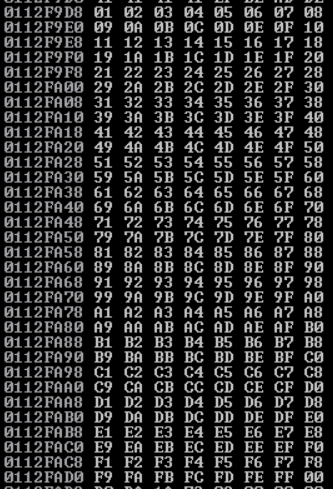 0112F9D8 01 02 03 04 05 06 07 08
0112F9E0 09 0A 0B 0C 0D 0E 0F 10
0112F9E8 11 12 13 14 15 16 17 18
0112F9F0 19 1A 1B 1C 1D 1E 1F 20
0112F9F8 21 22 23 24 25 26 27 28
0112FA00 29 2A 2B 2C 2D 2E 2F 30
0112FA08 31 32 33 34 35 36 37 38
0112FA10 39 3A 3B 3C 3D 3E 3F 40
0112FA18 41 42 43 44 45 46 47 48
0112FA20 49 4A 4B 4C 4D 4E 4F 50
0112FA28 51 52 53 54 55 56 57 58
0112FA30 59 5A 5B 5C 5D 5E 5F 60
0112FA38 61 62 63 64 65 66 67 68
0112FA40 69 6A 6B 6C 6D 6E 6F 70
0112FA48 71 72 73 74 75 76 77 78
0112FA50 79 7A 7B 7C 7D 7E 7F 80
0112FA58 81 82 83 84 85 86 87 88
0112FA60 89 8A 8B 8C 8D 8E 8F 90
0112FA68 91 92 93 94 95 96 97 98
0112FA70 99 9A 9B 9C 9D 9E 9F A0
0112FA78 A1 A2 A3 A4 A5 A6 A7 A8
0112FA80 A9 AA AB AC AD AE AF B0
0112FA88 B1 B2 B3 B4 B5 B6 B7 B8
0112FA90 B9 BA BB BC BD BE BF C0
0112FA98 C1 C2 C3 C4 C5 C6 C7 C8
0112FAA0 C9 CA CB CC CD CE CF D0
0112FAA8 D1 D2 D3 D4 D5 D6 D7 D8
0112FAB0 D9 DA DB DC DD DE DF E0
0112FAB8 E1 E2 E3 E4 E5 E6 E7 E8
0112FAC0 E9 EA EB EC ED EE EF F0
0112FAC8 F1 F2 F3 F4 F5 F6 F7 F8
0112FAD0 F9 FA FB FC FD FE FF 00